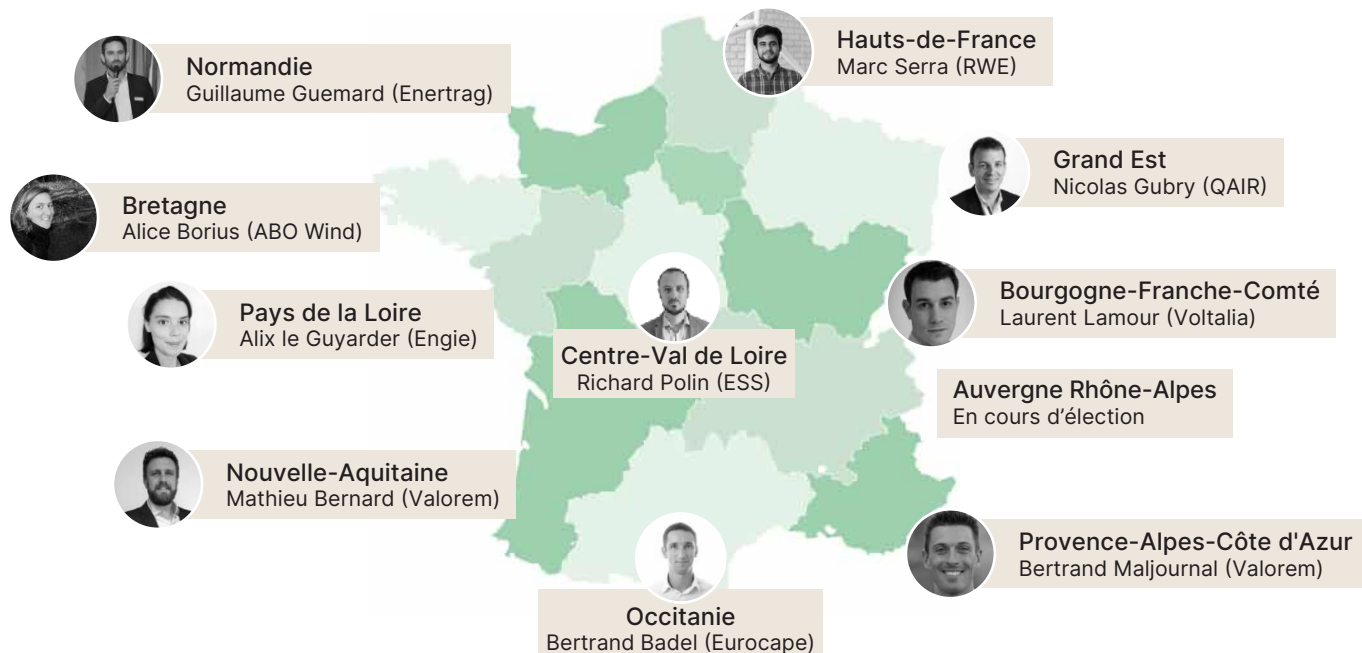 Hauts-de-France
Marc Serra (RWE)
Normandie
Guillaume Guemard (Enertrag)
Grand Est
Nicolas Gubry (QAIR)
Bretagne
Alice Borius (ABO Wind)
Bourgogne-Franche-Comté
Laurent Lamour (Voltalia)
Pays de la Loire
Alix le Guyarder (Engie)
Centre-Val de Loire
Richard Polin (ESS)
Auvergne Rhône-Alpes
En cours d’élection
Nouvelle-Aquitaine
Mathieu Bernard (Valorem)
Provence-Alpes-Côte d'Azur
Bertrand Maljournal (Valorem)
Occitanie
Bertrand Badel (Eurocape)